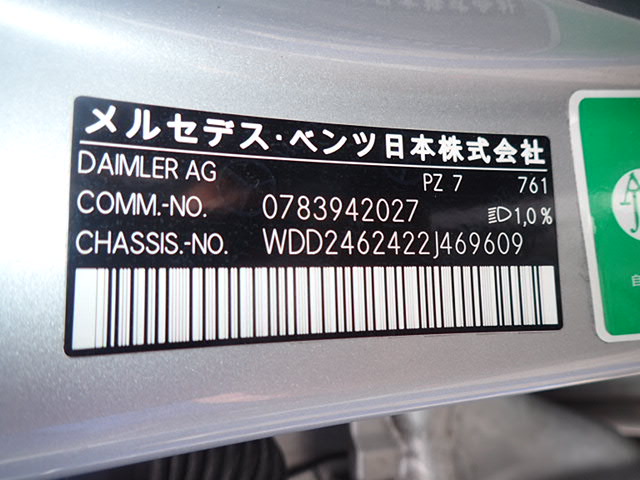 メルセデス・ベンツ日本株式会社
DAIMLER AG
PZ 7 761
COMM.-NO. 0783942027 1,0%
CHASSIS.-NO. WDD2462422J469609